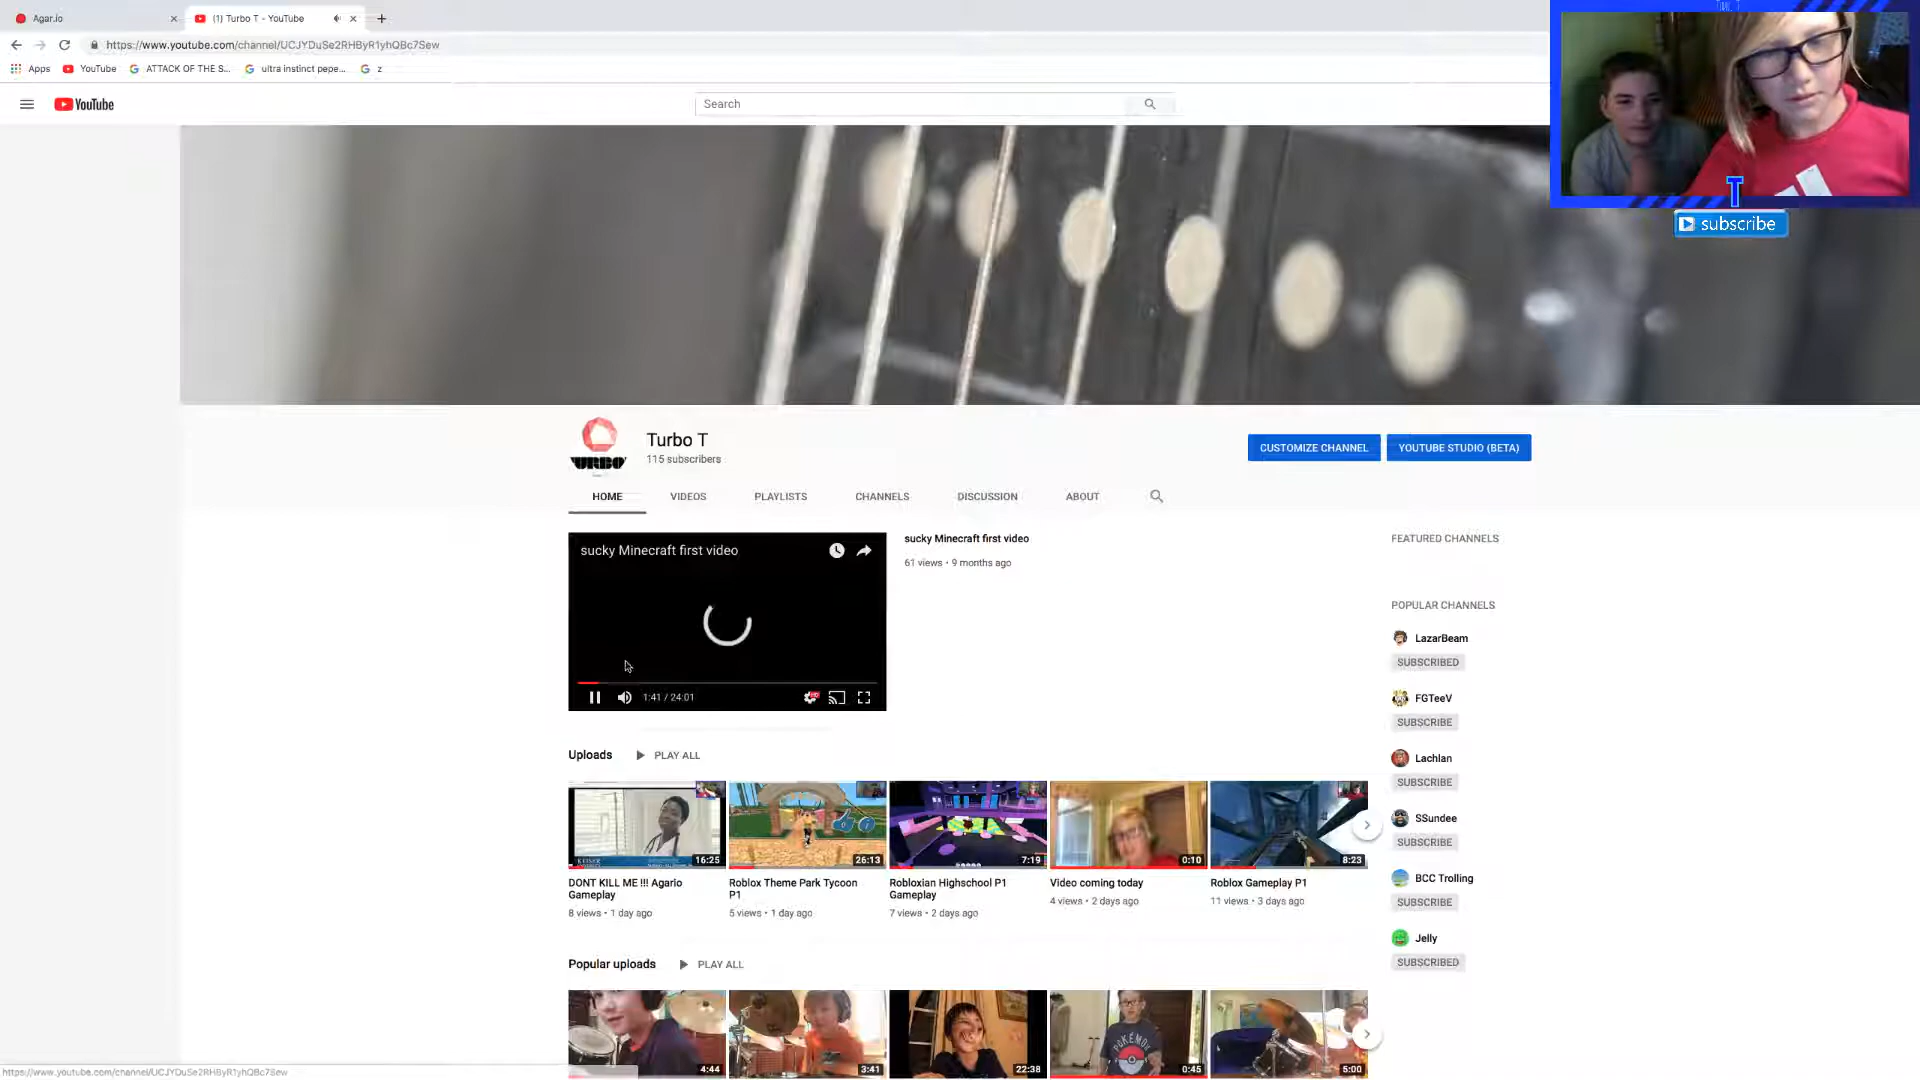 Agar.io
(1) Turbo T - YouTube
https://www.youtube.com/channel/UCJYDuSe2RHByR1yhQBc7Sew
Apps
YouTube
ATTACK OF THE S...
ultra instinct pepe...
z
YouTube
Search
T
subscribe
TURBO
Turbo T
115 subscribers
CUSTOMIZE CHANNEL
YOUTUBE STUDIO (BETA)
HOME
VIDEOS
PLAYLISTS
CHANNELS
DISCUSSION
ABOUT
sucky Minecraft first video
1:41 / 24:01
sucky Minecraft first video
61 views • 9 months ago
FEATURED CHANNELS
POPULAR CHANNELS
LazarBeam
SUBSCRIBED
FGTeeV
SUBSCRIBE
Lachlan
SUBSCRIBE
SSundee
SUBSCRIBE
BCC Trolling
SUBSCRIBE
Jelly
SUBSCRIBED
Uploads
PLAY ALL
16:25
26:13
7:19
0:10
8:23
DONT KILL ME !!! Agario
Gameplay
8 views • 1 day ago
Roblox Theme Park Tycoon
P1
5 views • 1 day ago
Robloxian Highschool P1
Gameplay
7 views • 2 days ago
Video coming today
4 views • 2 days ago
Roblox Gameplay P1
11 views • 3 days ago
Popular uploads
PLAY ALL
POKÉMON
4:44
3:41
22:38
0:45
5:00
https://www.youtube.com/channel/UCJYDuSe2RHByR1yhQBc7Sew